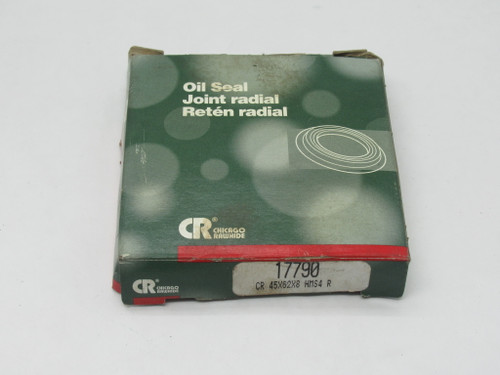 Oil Seal
Joint radial
Retén radial
CR CHICAGO
RAWHIDE
CR CHICAGO
RAWHIDE
17790
CR 45X62X8 HMS4 R